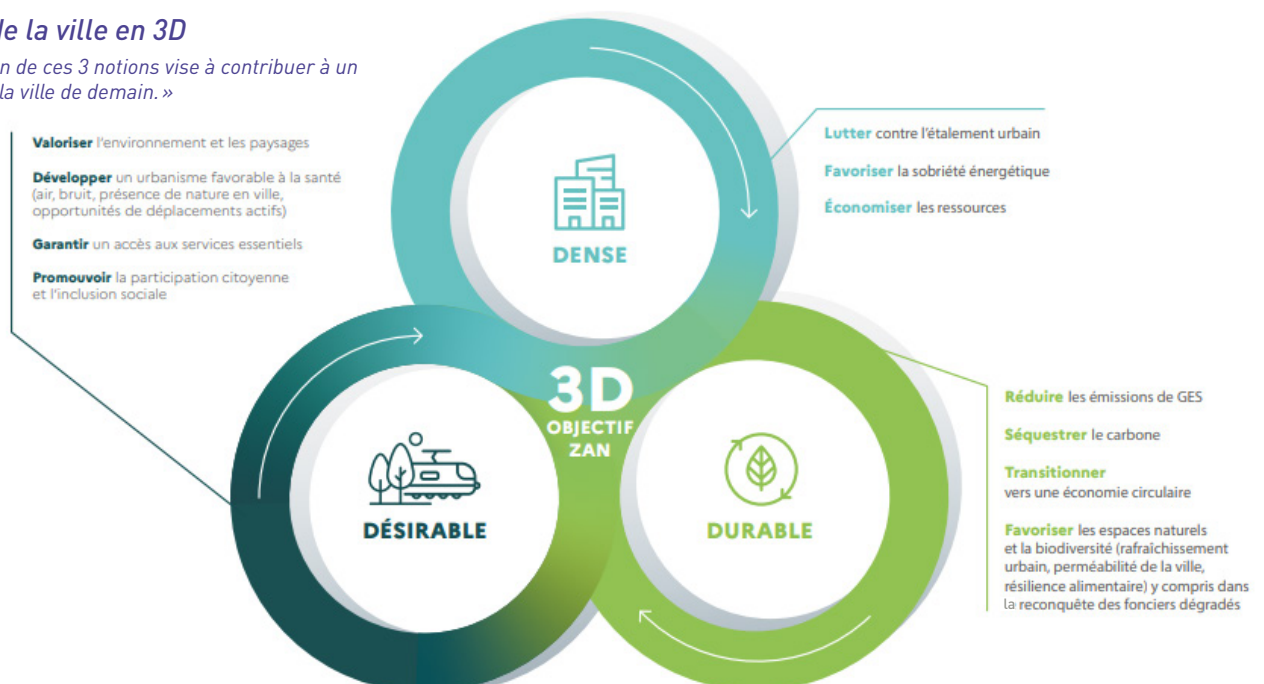 de la ville en 3D
n de ces 3 notions vise à contribuer à un
la ville de demain. »
Valoriser l'environnement et les paysages
Développer un urbanisme favorable à la santé
(air, bruit, présence de nature en ville,
opportunités de déplacements actifs)
Garantir un accès aux services essentiels
Promouvoir la participation citoyenne
et l'inclusion sociale
DENSE
Lutter contre l'étalement urbain
Favoriser la sobriété énergétique
Économiser les ressources
3D
OBJECTIF
ZAN
DÉSIRABLE
DURABLE
Réduire les émissions de GES
Séquestrer le carbone
Transitionner
vers une économie circulaire
Favoriser les espaces naturels
et la biodiversité (rafraîchissement
urbain, perméabilité de la ville,
résilience alimentaire) y compris dans
la reconquête des fonciers dégradés